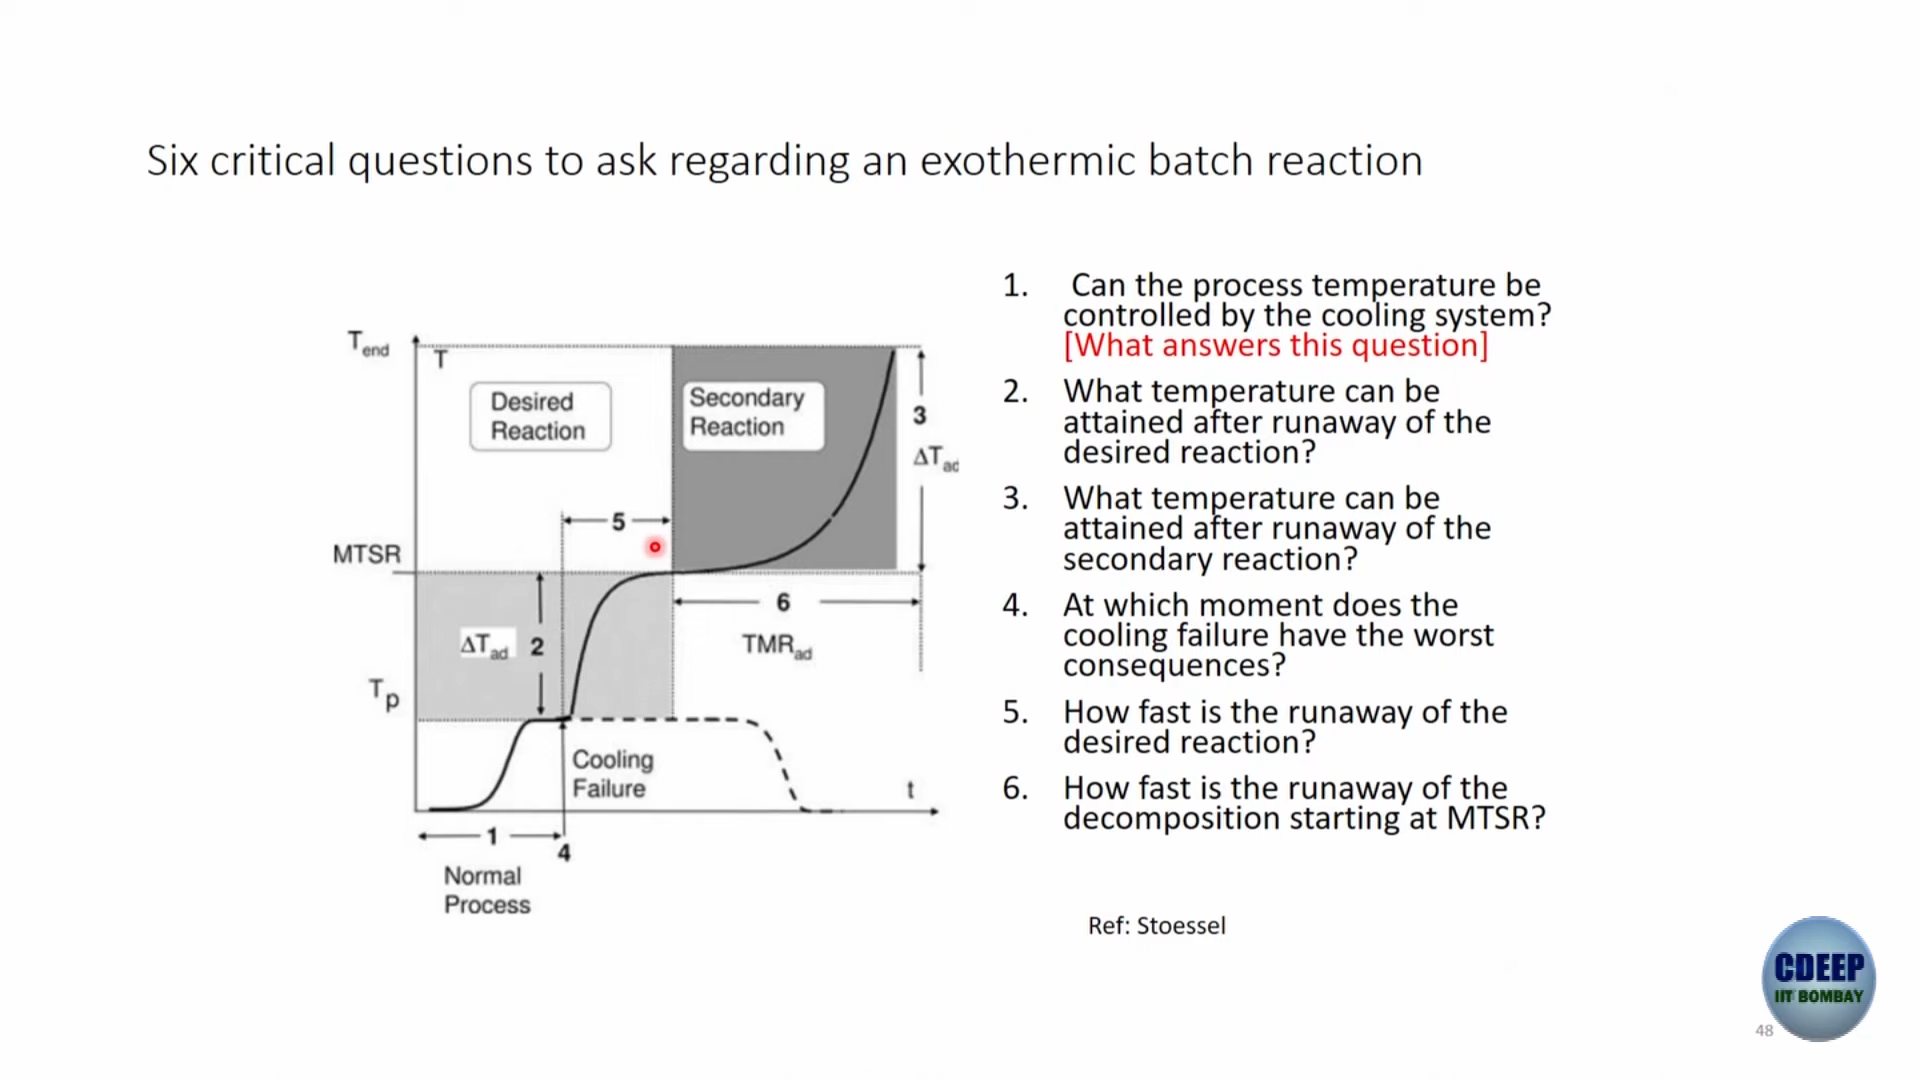 Six critical questions to ask regarding an exothermic batch reaction
T_end
T
Desired
Reaction
Secondary
Reaction
3
ΔT_ad
5
MTSR
6
ΔT_ad 2
TMR_ad
T_p
Cooling
Failure
t
1
4
Normal
Process
1. Can the process temperature be
controlled by the cooling system?
[What answers this question]
2. What temperature can be
attained after runaway of the
desired reaction?
3. What temperature can be
attained after runaway of the
secondary reaction?
4. At which moment does the
cooling failure have the worst
consequences?
5. How fast is the runaway of the
desired reaction?
6. How fast is the runaway of the
decomposition starting at MTSR?
Ref: Stoessel
CDEEP
IIT BOMBAY
48